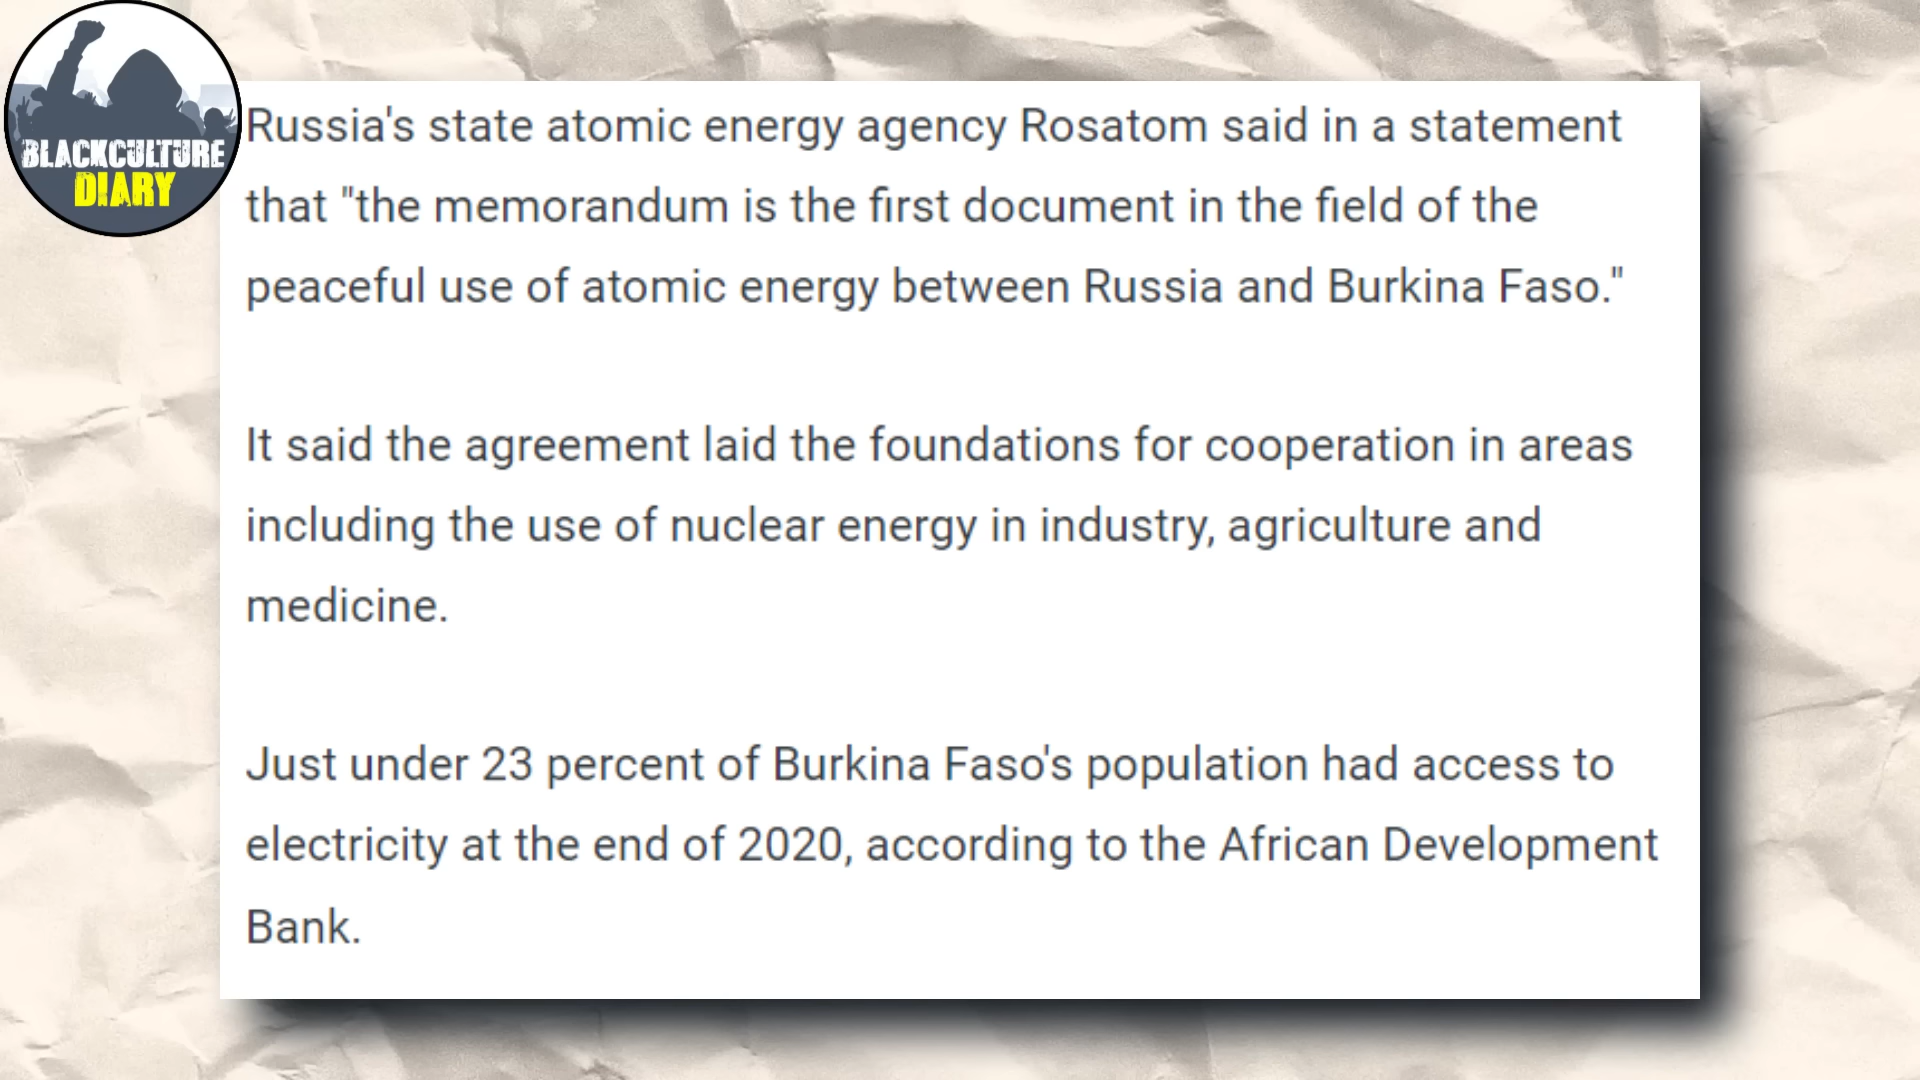 BLACKCULTURE
DIARY
Russia's state atomic energy agency Rosatom said in a statement
that "the memorandum is the first document in the field of the
peaceful use of atomic energy between Russia and Burkina Faso."
It said the agreement laid the foundations for cooperation in areas
including the use of nuclear energy in industry, agriculture and
medicine.
Just under 23 percent of Burkina Faso's population had access to
electricity at the end of 2020, according to the African Development
Bank.